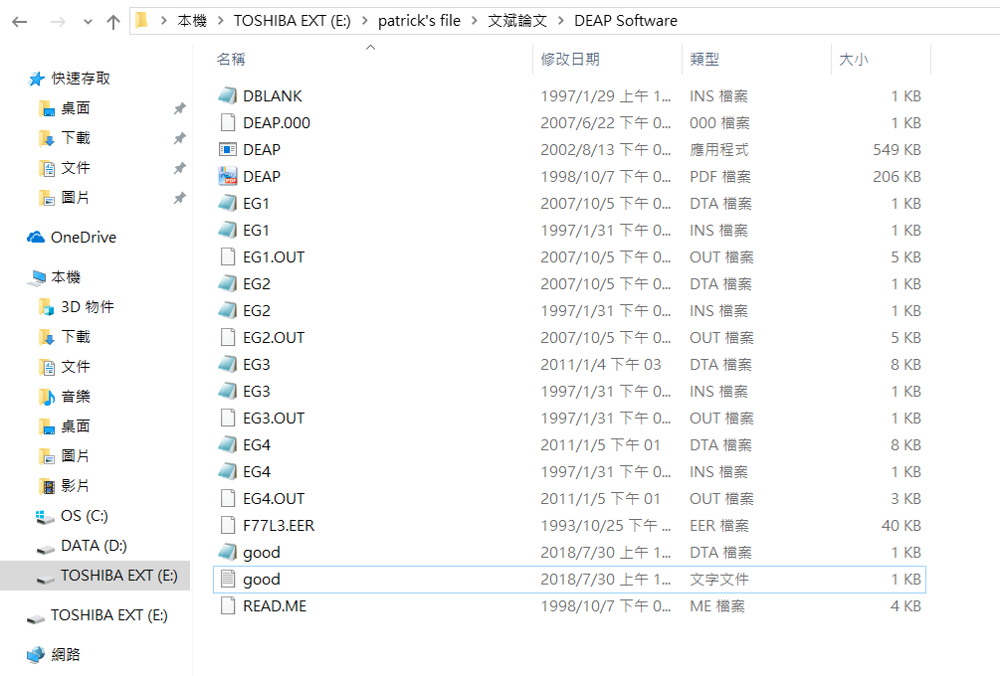 本機 > TOSHIBA EXT (E:) > patrick's file > 文斌論文 > DEAP Software
名稱 修改日期 類型 大小
快速存取
桌面
下載
文件
圖片
OneDrive
本機
3D 物件
下載
文件
音樂
桌面
圖片
影片
OS (C:)
DATA (D:)
TOSHIBA EXT (E:)
TOSHIBA EXT (E:)
網路
DBLANK 1997/1/29 上午 1... INS 檔案 1 KB
DEAP.000 2007/6/22 下午 0... 000 檔案 1 KB
DEAP 2002/8/13 下午 0... 應用程式 549 KB
DEAP 1998/10/7 下午 0... PDF 檔案 206 KB
EG1 2007/10/5 下午 0... DTA 檔案 1 KB
EG1 1997/1/31 下午 0... INS 檔案 1 KB
EG1.OUT 2007/10/5 下午 0... OUT 檔案 5 KB
EG2 2007/10/5 下午 0... DTA 檔案 1 KB
EG2 1997/1/31 下午 0... INS 檔案 1 KB
EG2.OUT 2007/10/5 下午 0... OUT 檔案 5 KB
EG3 2011/1/4 下午 03 DTA 檔案 8 KB
EG3 1997/1/31 下午 0... INS 檔案 1 KB
EG3.OUT 1997/1/31 下午 0... OUT 檔案 1 KB
EG4 2011/1/5 下午 01 DTA 檔案 8 KB
EG4 1997/1/31 下午 0... INS 檔案 1 KB
EG4.OUT 2011/1/5 下午 01 OUT 檔案 3 KB
F77L3.EER 1993/10/25 下午 ... EER 檔案 40 KB
good 2018/7/30 上午 1... DTA 檔案 1 KB
good 2018/7/30 上午 1... 文字文件 1 KB
READ.ME 1998/10/7 下午 0... ME 檔案 4 KB